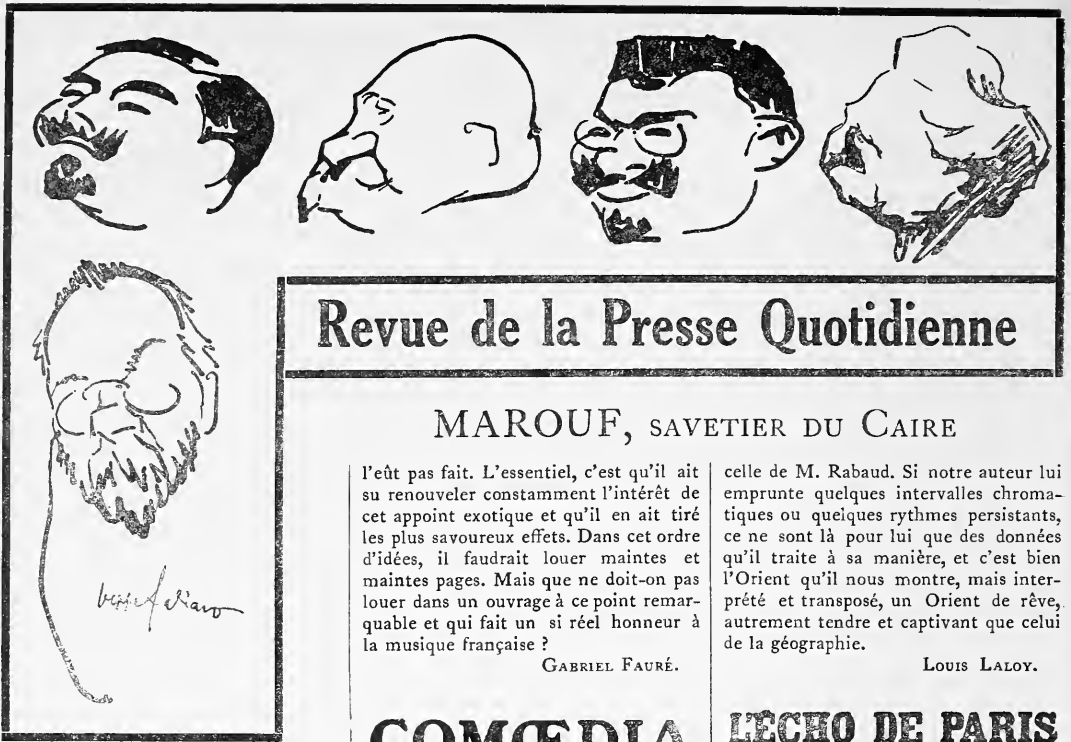 Revue de la Presse Quotidienne
MAROUF, SAVETIER DU CAIRE
l'eût pas fait. L'essentiel, c'est qu'il ait
su renouveler constamment l'intérêt de
cet appoint exotique et qu'il en ait tiré
les plus savoureux effets. Dans cet ordre
d'idées, il faudrait louer maintes et
maintes pages. Mais que ne doit-on pas
louer dans un ouvrage à ce point remar-
quable et qui fait un si réel honneur à
la musique française ?
GABRIEL FAURÉ.
COMŒDIA
celle de M. Rabaud. Si notre auteur lui
emprunte quelques intervalles chroma-
tiques ou quelques rythmes persistants,
ce ne sont là pour lui que des données
qu'il traite à sa manière, et c'est bien
l'Orient qu'il nous montre, mais inter-
prété et transposé, un Orient de rêve,
autrement tendre et captivant que celui
de la géographie.
LOUIS LALOY.
L'ÉCHO DE PARIS